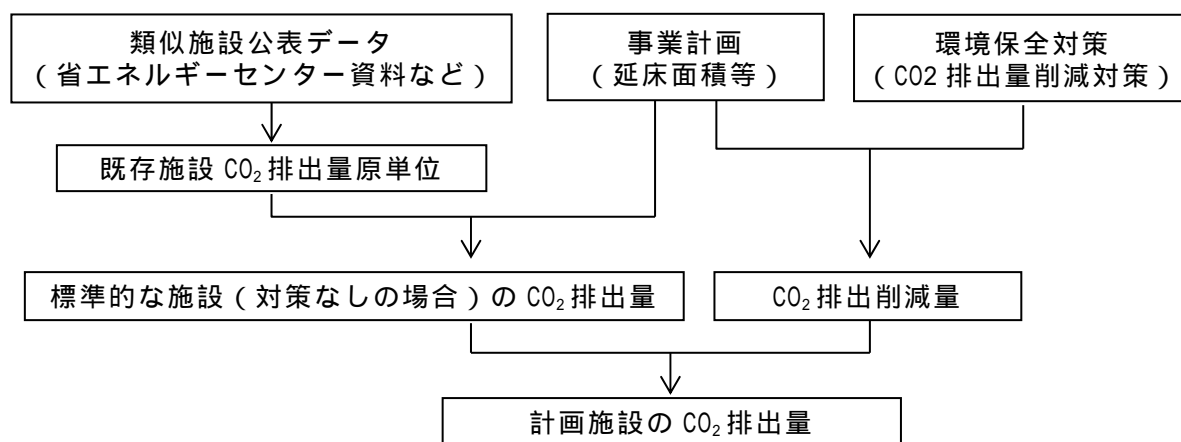 類似施設公表データ
（省エネルギーセンター資料など）
事業計画
（延床面積等）
環境保全対策
（CO2 排出量削減対策）
既存施設 CO₂ 排出量原単位
標準的な施設（対策なしの場合）の CO₂ 排出量
CO₂ 排出削減量
計画施設の CO₂ 排出量